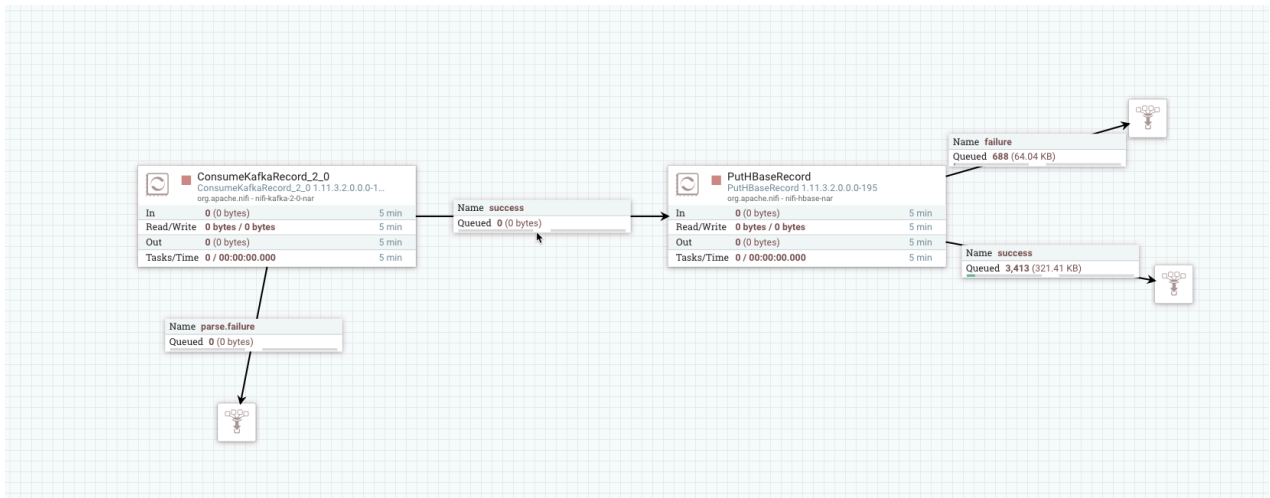 ConsumeKafkaRecord_2_0
ConsumeKafkaRecord_2_0 1.11.3.2.0.0.0-1...
org.apache.nifi - nifi-kafka-2-0-nar
In 0 (0 bytes) 5 min
Read/Write 0 bytes / 0 bytes 5 min
Out 0 (0 bytes) 5 min
Tasks/Time 0 / 00:00:00.000 5 min
Name success
Queued 0 (0 bytes)
PutHBaseRecord
PutHBaseRecord 1.11.3.2.0.0.0-195
org.apache.nifi - nifi-hbase-nar
In 0 (0 bytes) 5 min
Read/Write 0 bytes / 0 bytes 5 min
Out 0 (0 bytes) 5 min
Tasks/Time 0 / 00:00:00.000 5 min
Name failure
Queued 688 (64.04 KB)
Name success
Queued 3,413 (321.41 KB)
Name parse.failure
Queued 0 (0 bytes)